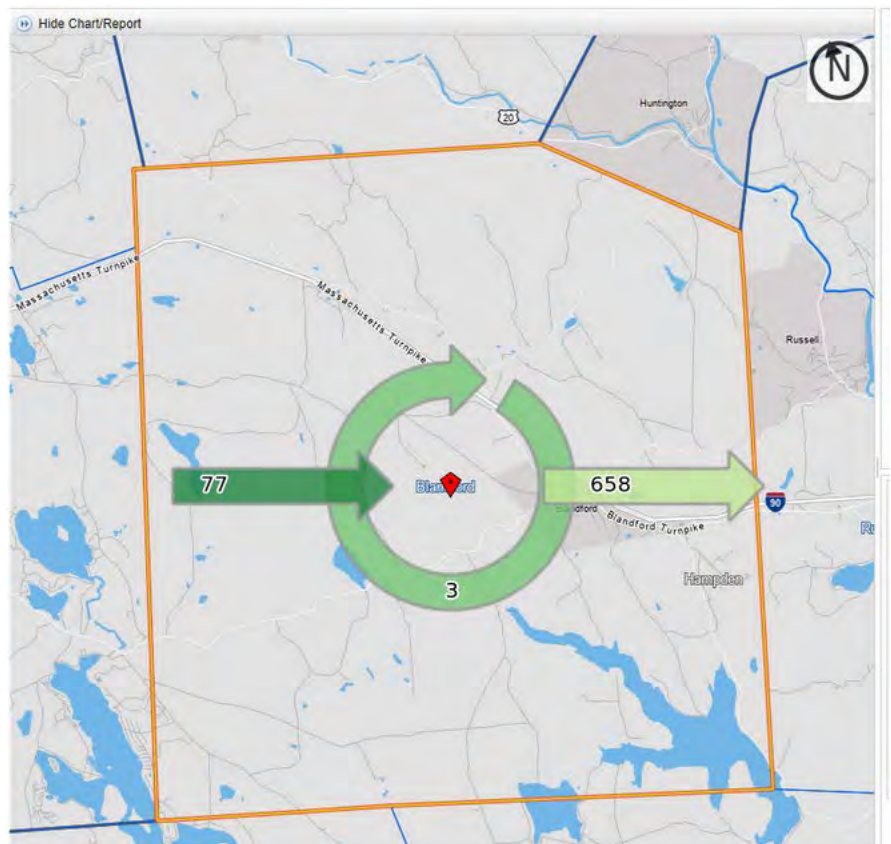 Hide Chart/Report
N
Huntington
20
Massachusetts Turnpike
Massachusetts Turnpike
Russell
77
Blandford
658
90
Blandford Turnpike
Hampden
3